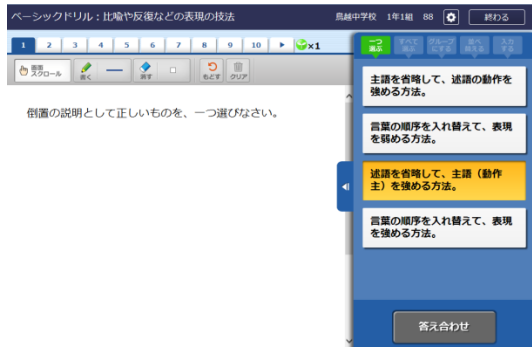 ベーシックドリル：比喩や反復などの表現の技法
鳥越中学校 1年1組 88
終わる
1 2 3 4 5 6 7 8 9 10 ×1
画面
スクロール
書く
消す
もどす
クリア
一つ
選ぶ
すべて
選ぶ
グループ
にする
並べ
替える
入力
する
倒置の説明として正しいものを、一つ選びなさい。
主語を省略して、述語の動作を
強める方法。
言葉の順序を入れ替えて、表現
を弱める方法。
述語を省略して、主語（動作
主）を強める方法。
言葉の順序を入れ替えて、表現
を強める方法。
答え合わせ